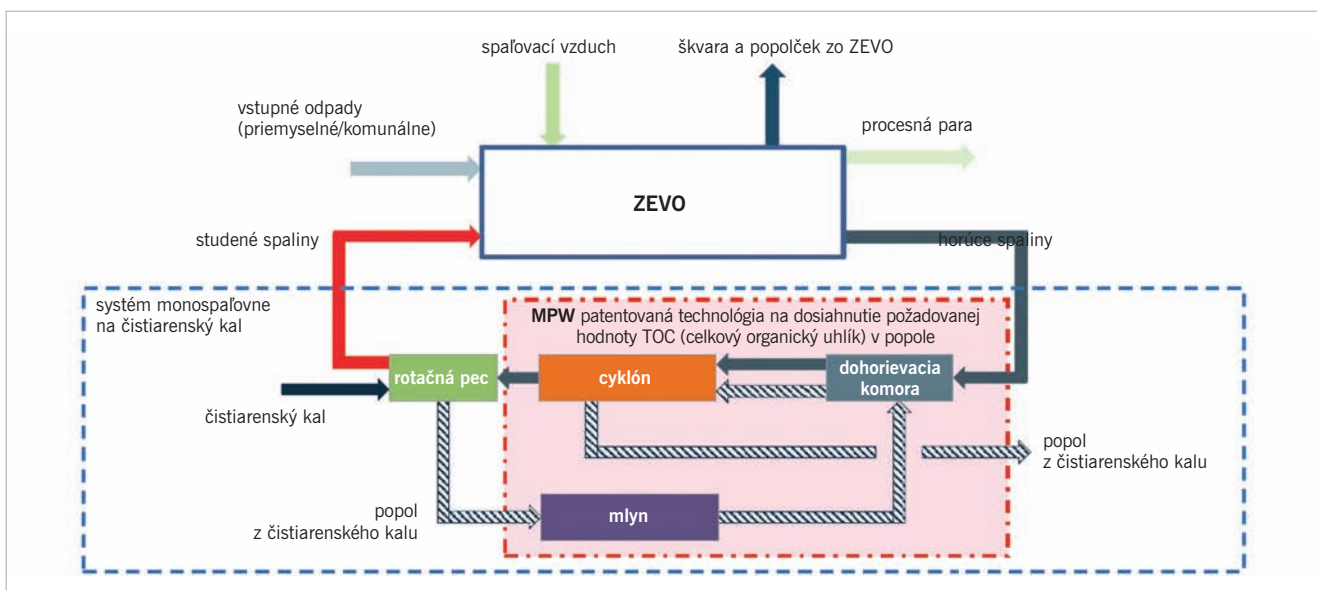 spaľovací vzduch
škvara a popolček zo ZEVO
vstupné odpady
(priemyselné/komunálne)
procesná para
ZEVO
studené spaliny
horúce spaliny
systém monospaľovne
na čistiarenský kal
MPW patentovaná technológia na dosiahnutie požadovanej
hodnoty TOC (celkový organický uhlík) v popole
rotačná pec
cyklón
dohorievacia
komora
čistiarenský kal
popol
z čistiarenského kalu
popol
z čistiarenského kalu
mlyn